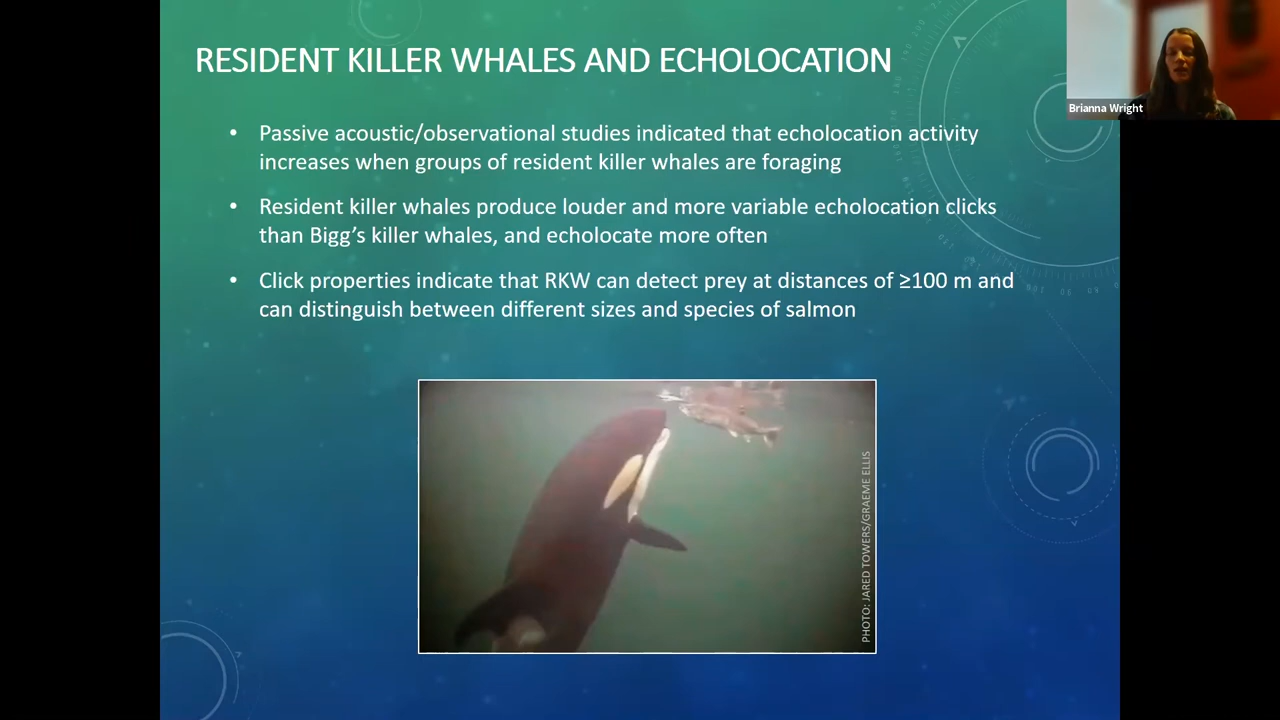 RESIDENT KILLER WHALES AND ECHOLOCATION
Brianna Wright
• Passive acoustic/observational studies indicated that echolocation activity
increases when groups of resident killer whales are foraging
• Resident killer whales produce louder and more variable echolocation clicks
than Bigg’s killer whales, and echolocate more often
• Click properties indicate that RKW can detect prey at distances of ≥100 m and
can distinguish between different sizes and species of salmon
PHOTO: JARED TOWERS/GRAEME ELLIS